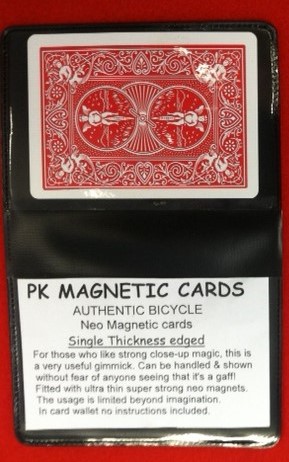 PK MAGNETIC CARDS
AUTHENTIC BICYCLE
Neo Magnetic cards
Single Thickness edged
For those who like strong close-up magic, this is
a very useful gimmick. Can be handled & shown
without fear of anyone seeing that it's a gaff!
Fitted with ultra thin super strong neo magnets.
The usage is limited beyond imagination.
In card wallet no instructions included.